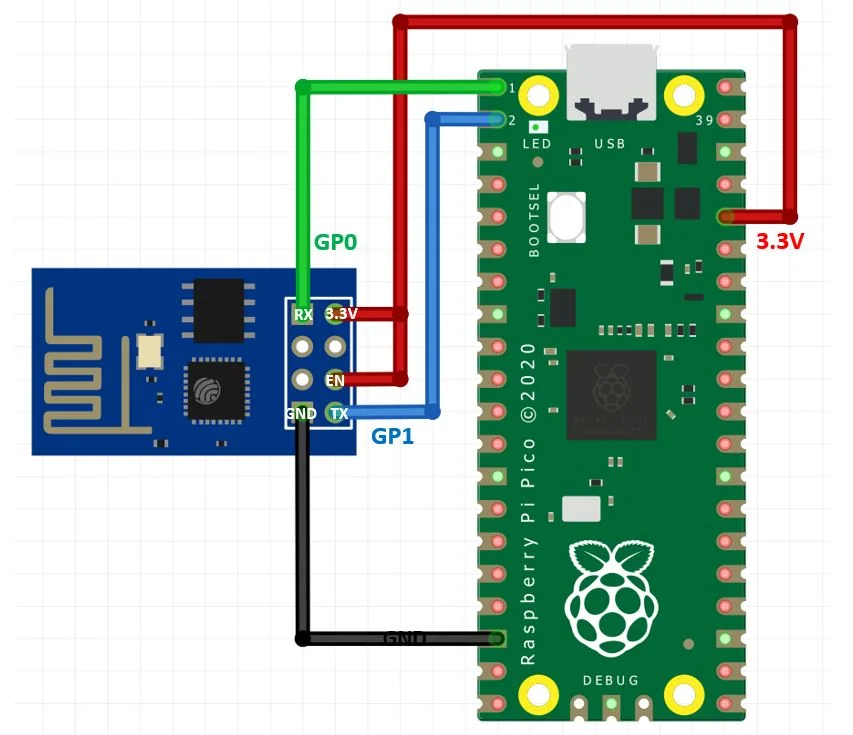 1
2
39
LED
USB
BOOTSEL
GP0
3.3V
RX
3.3V
EN
GND
TX
GP1
Raspberry Pi Pico ©2020
GND
DEBUG